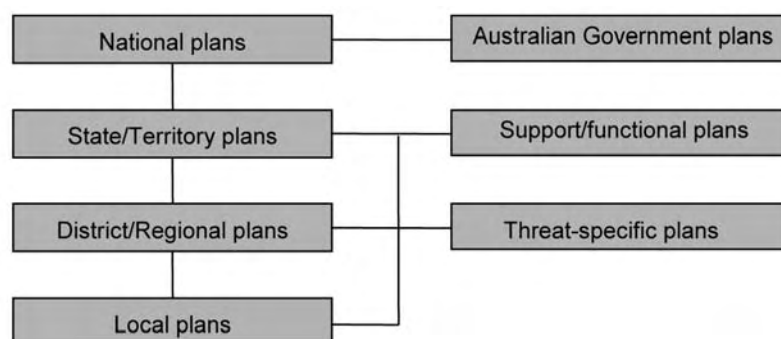 National plans
Australian Government plans
State/Territory plans
Support/functional plans
District/Regional plans
Threat-specific plans
Local plans